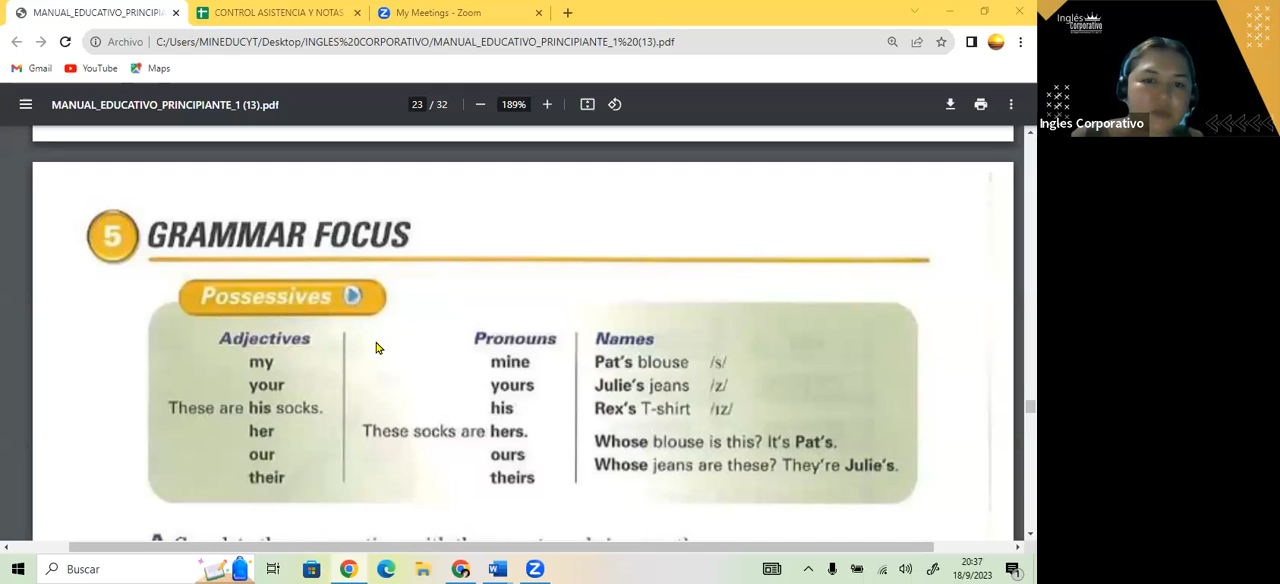 MANUAL_EDUCATIVO_PRINCIPIA
CONTROL ASISTENCIA Y NOTAS
My Meetings - Zoom
Archivo
C:/Users/MINEDUCYT/Desktop/INGLES%20CORPORATIVO/MANUAL_EDUCATIVO_PRINCIPIANTE_1%20(13).pdf
Gmail
YouTube
Maps
MANUAL_EDUCATIVO_PRINCIPIANTE_1 (13).pdf
23 / 32
189%
5 GRAMMAR FOCUS
Possessives
Adjectives Pronouns Names
my mine Pat's blouse /s/
your yours Julie's jeans /z/
These are his socks. his Rex's T-shirt /ɪz/
her These socks are hers.
Whose blouse is this? It's Pat's.
our ours
Whose jeans are these? They're Julie's.
their theirs
Buscar
20:37
18/9/2023
1
Inglés
Corporativo
Ingles Corporativo